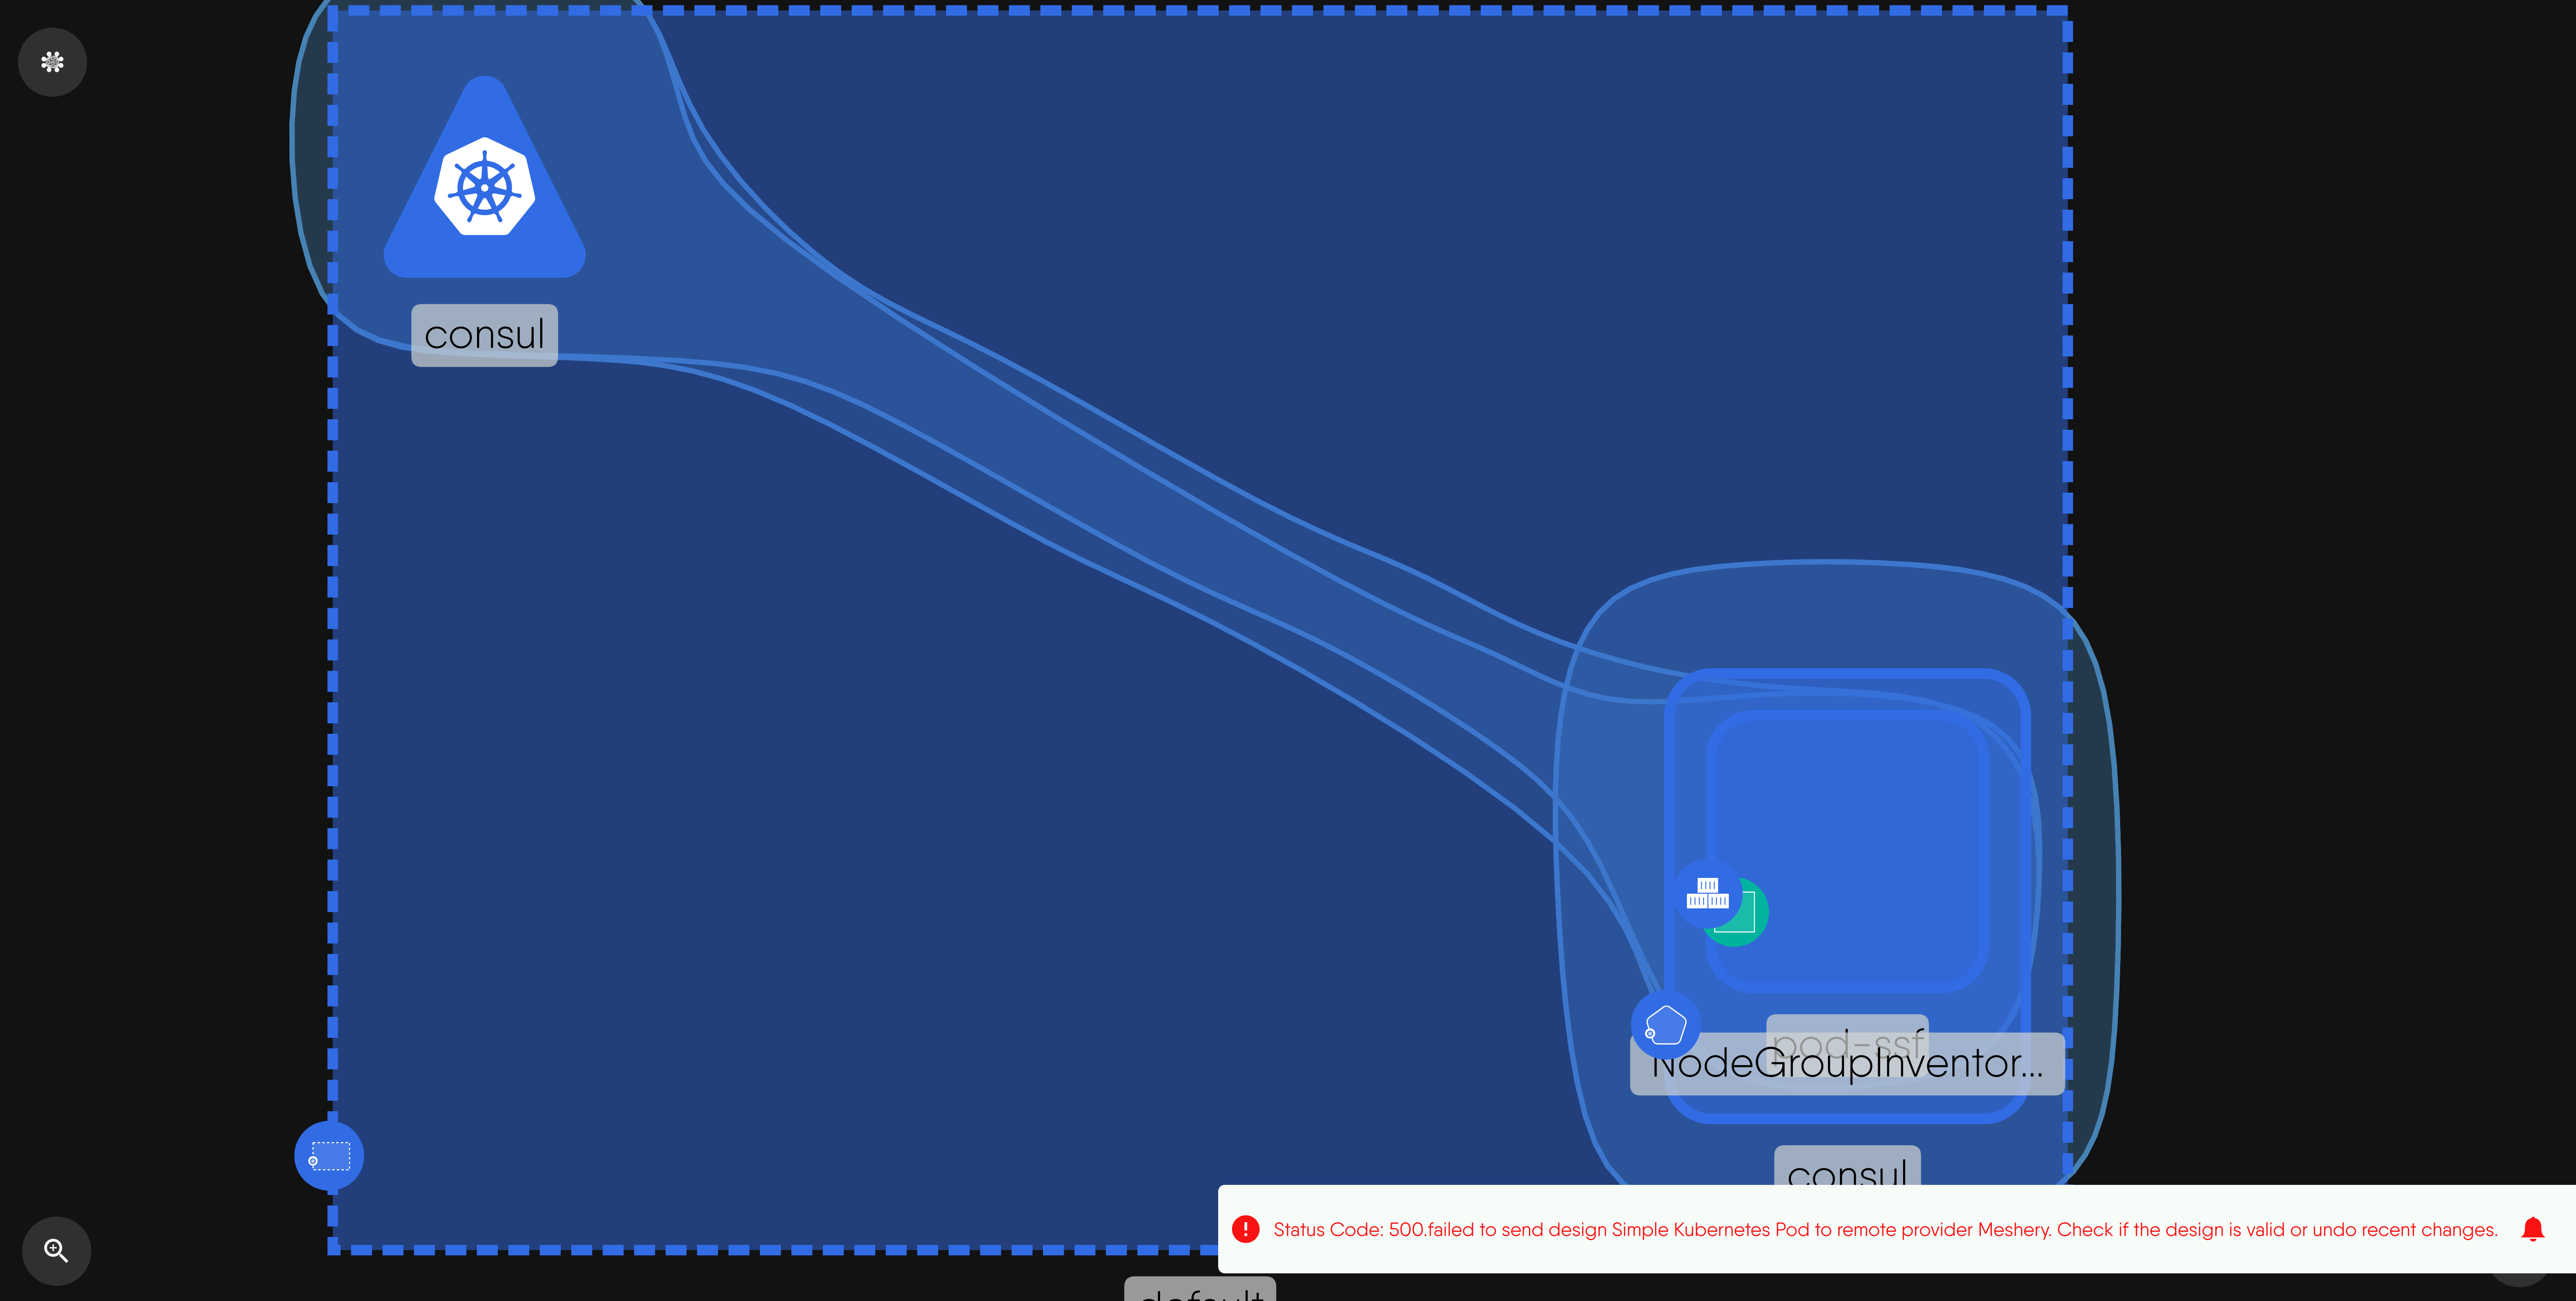 consul
pod-ssf
NodeGroupInventor...
consul
Status Code: 500.failed to send design Simple Kubernetes Pod to remote provider Meshery. Check if the design is valid or undo recent changes.
default